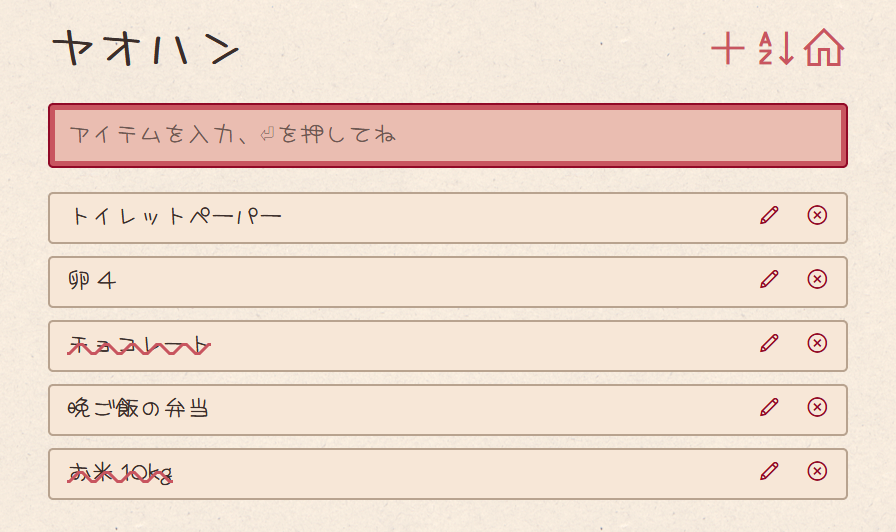 ヤオハン
アイテムを入力、⏎を押してね
トイレットペーパー
卵 4
チョコレート
晩ご飯の弁当
お米 10kg